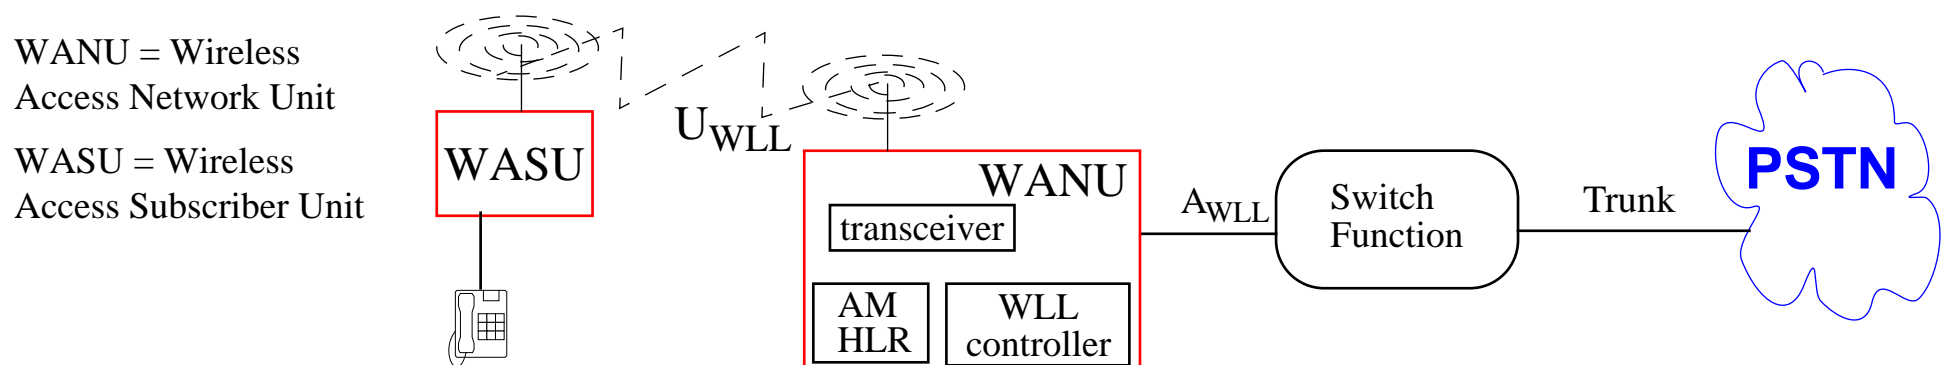 WANU = Wireless
Access Network Unit
WASU = Wireless
Access Subscriber Unit
WASU
UWLL
WANU
transceiver
AM
HLR
WLL
controller
AWLL
Switch
Function
Trunk
PSTN